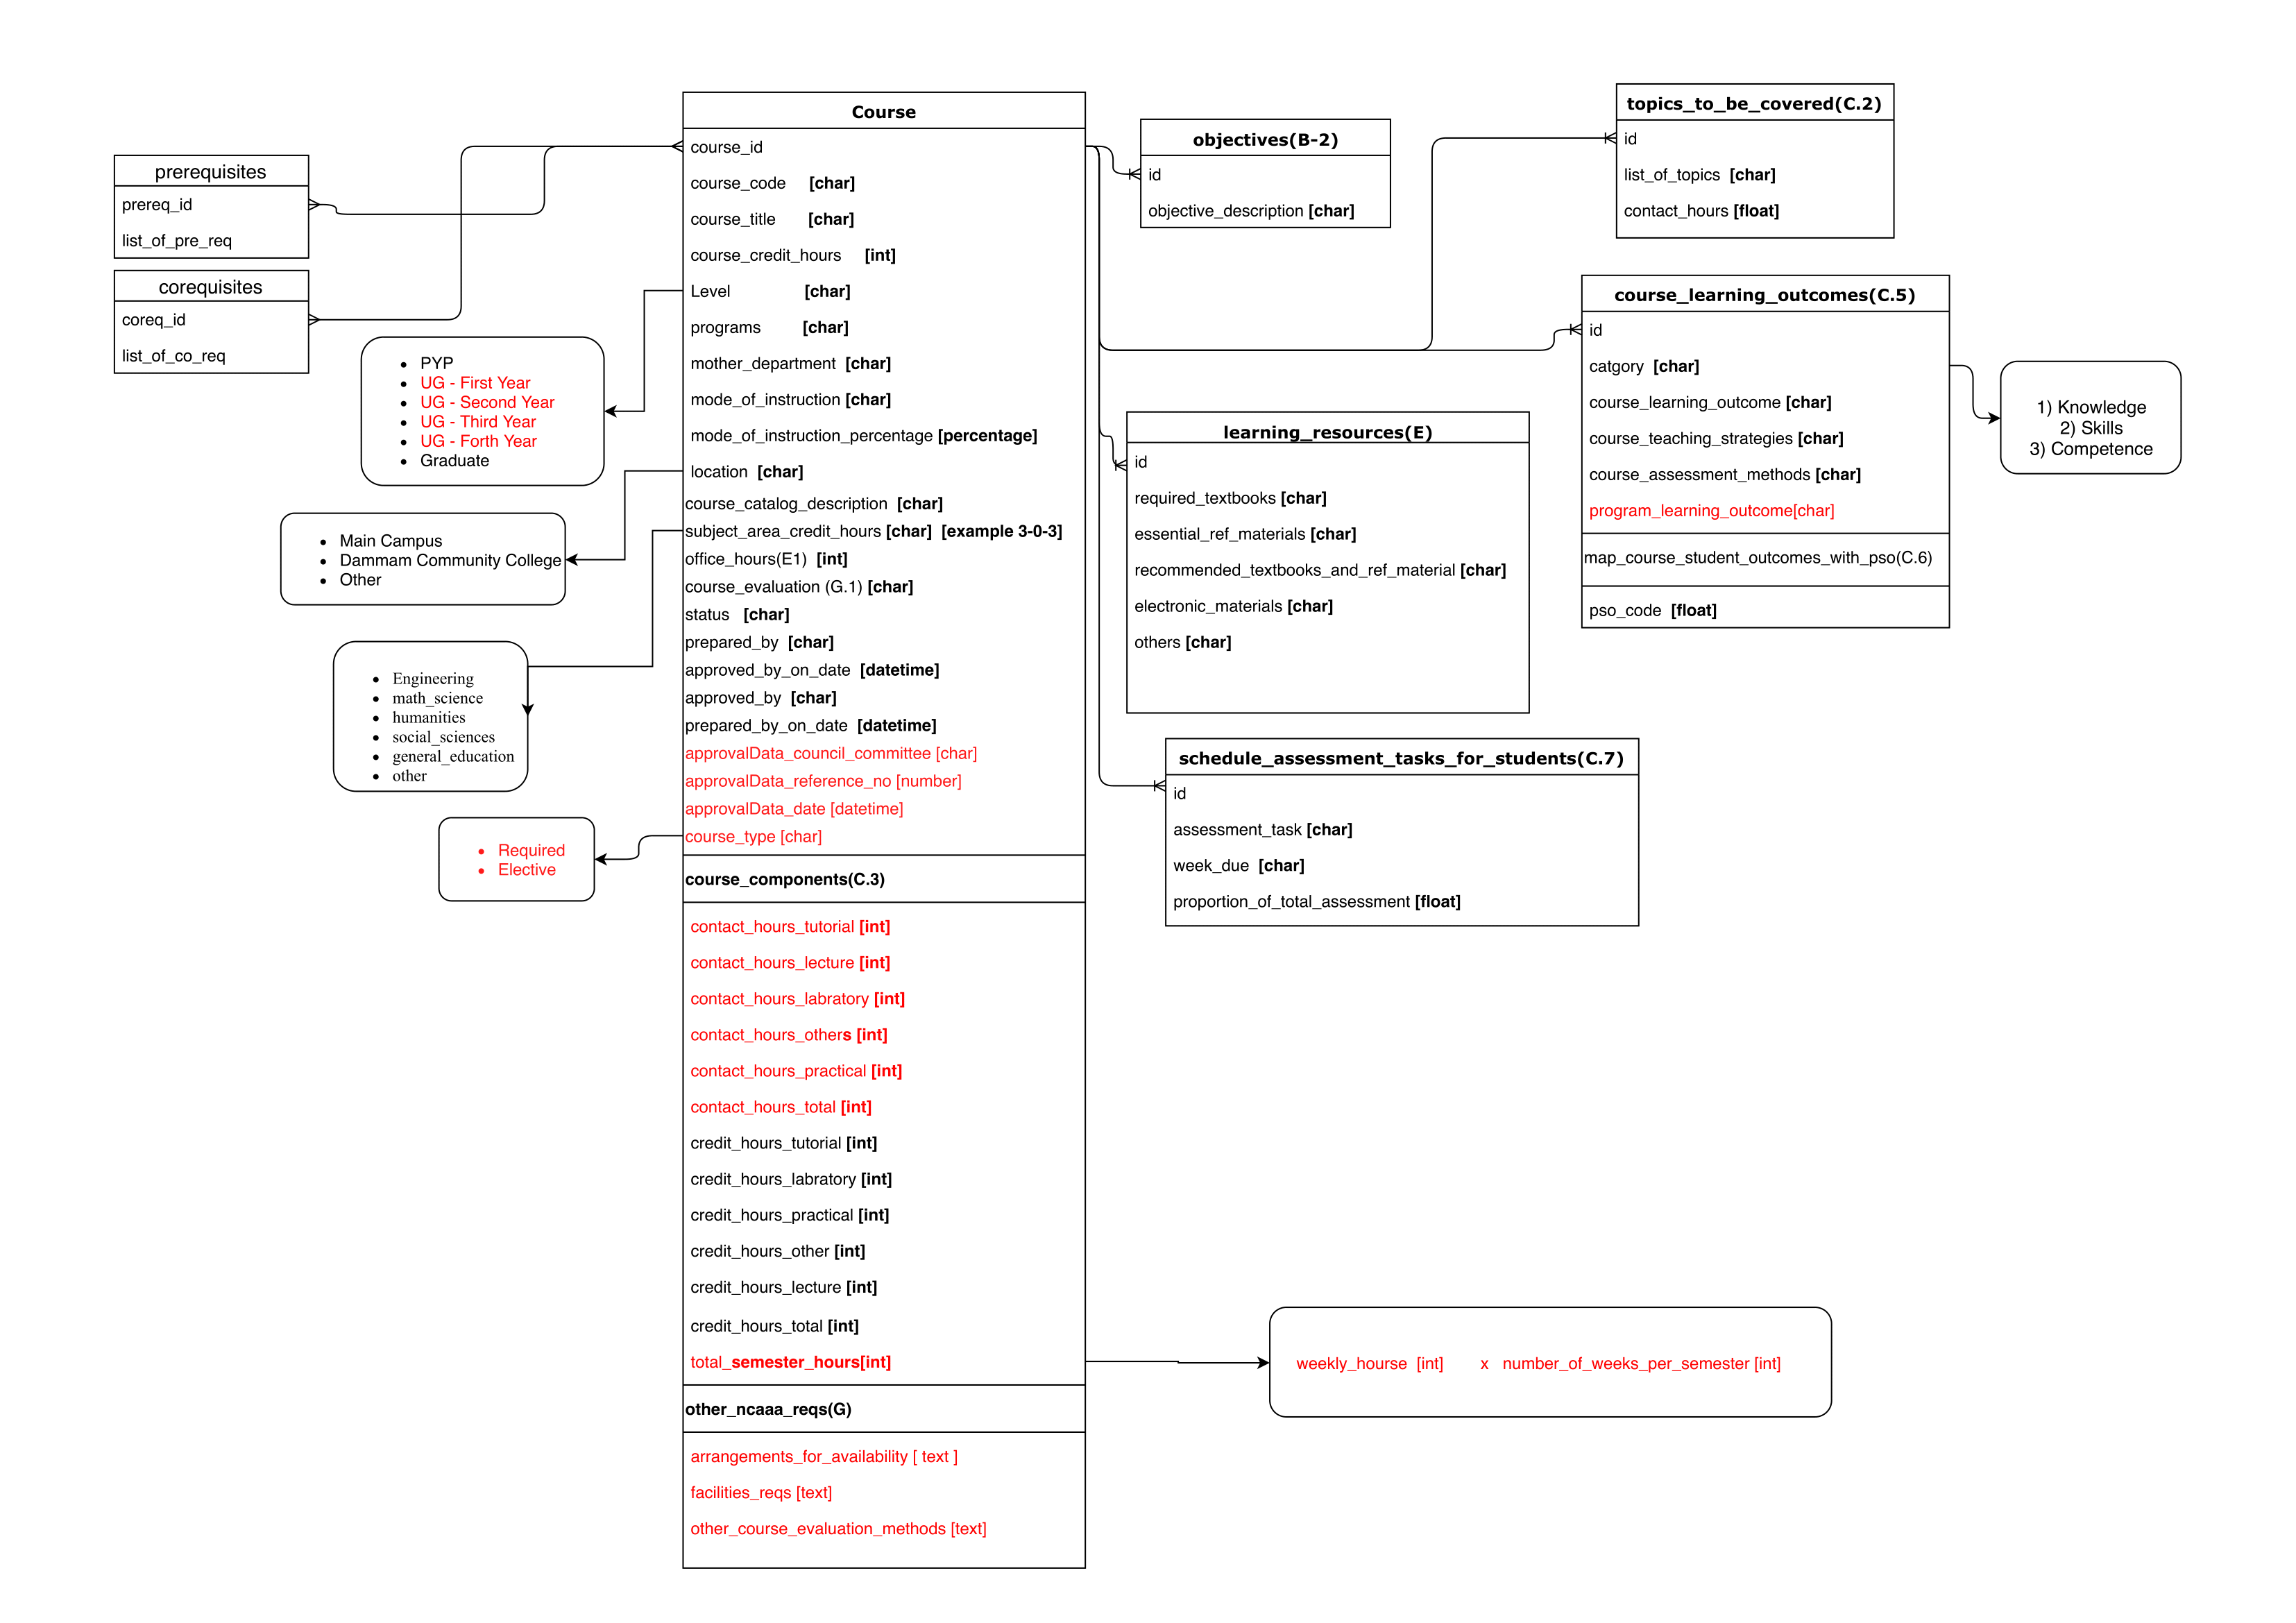 prerequisites
prereq_id
list_of_pre_req
corequisites
coreq_id
list_of_co_req
PYP
UG - First Year
UG - Second Year
UG - Third Year
UG - Forth Year
Graduate
Main Campus
Dammam Community College
Other
Engineering
math_science
humanities
social_sciences
general_education
other
Required
Elective
Course
course_id
course_code [char]
course_title [char]
course_credit_hours [int]
Level [char]
programs [char]
mother_department [char]
mode_of_instruction [char]
mode_of_instruction_percentage [percentage]
location [char]
course_catalog_description [char]
subject_area_credit_hours [char] [example 3-0-3]
office_hours(E1) [int]
course_evaluation (G.1) [char]
status [char]
prepared_by [char]
approved_by_on_date [datetime]
approved_by [char]
prepared_by_on_date [datetime]
approvalData_council_committee [char]
approvalData_reference_no [number]
approvalData_date [datetime]
course_type [char]
course_components(C.3)
contact_hours_tutorial [int]
contact_hours_lecture [int]
contact_hours_labratory [int]
contact_hours_others [int]
contact_hours_practical [int]
contact_hours_total [int]
credit_hours_tutorial [int]
credit_hours_labratory [int]
credit_hours_practical [int]
credit_hours_other [int]
credit_hours_lecture [int]
credit_hours_total [int]
total_semester_hours[int]
other_ncaaa_reqs(G)
arrangements_for_availability [ text ]
facilities_reqs [text]
other_course_evaluation_methods [text]
objectives(B-2)
id
objective_description [char]
topics_to_be_covered(C.2)
id
list_of_topics [char]
contact_hours [float]
course_learning_outcomes(C.5)
id
catgory [char]
course_learning_outcome [char]
course_teaching_strategies [char]
course_assessment_methods [char]
program_learning_outcome[char]
map_course_student_outcomes_with_pso(C.6)
pso_code [float]
1) Knowledge
2) Skills
3) Competence
learning_resources(E)
id
required_textbooks [char]
essential_ref_materials [char]
recommended_textbooks_and_ref_material [char]
electronic_materials [char]
others [char]
schedule_assessment_tasks_for_students(C.7)
id
assessment_task [char]
week_due [char]
proportion_of_total_assessment [float]
weekly_hourse [int] x number_of_weeks_per_semester [int]